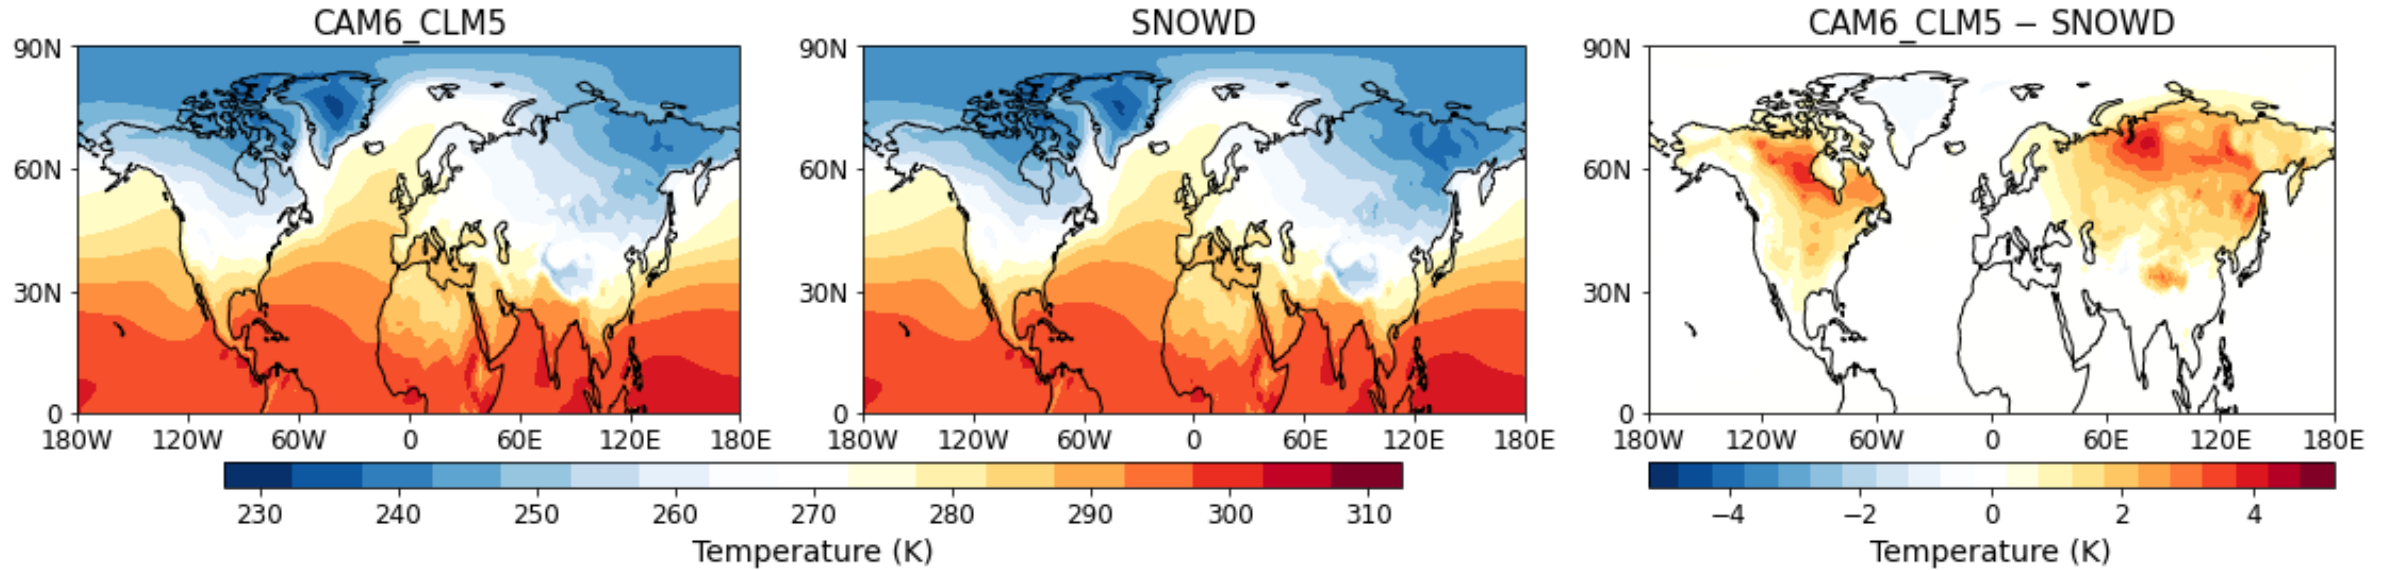 CAM6_CLM5 SNOWD CAM6_CLM5 − SNOWD
90N 90N 90N
60N 60N 60N
30N 30N 30N
0 0 0
180W 120W 60W 0 60E 120E 180E 180W 120W 60W 0 60E 120E 180E 180W 120W 60W 0 60E 120E 180E
230 240 250 260 270 280 290 300 310 −4 −2 0 2 4
Temperature (K) Temperature (K)